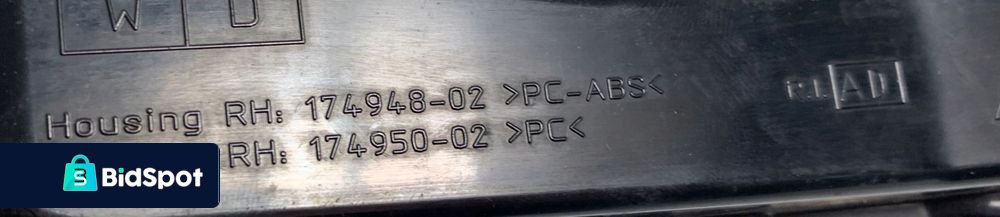 W D
Housing RH: 174948-02 >PC-ABS<
RH: 174950-02 >PC<
R.I. AD
BidSpot